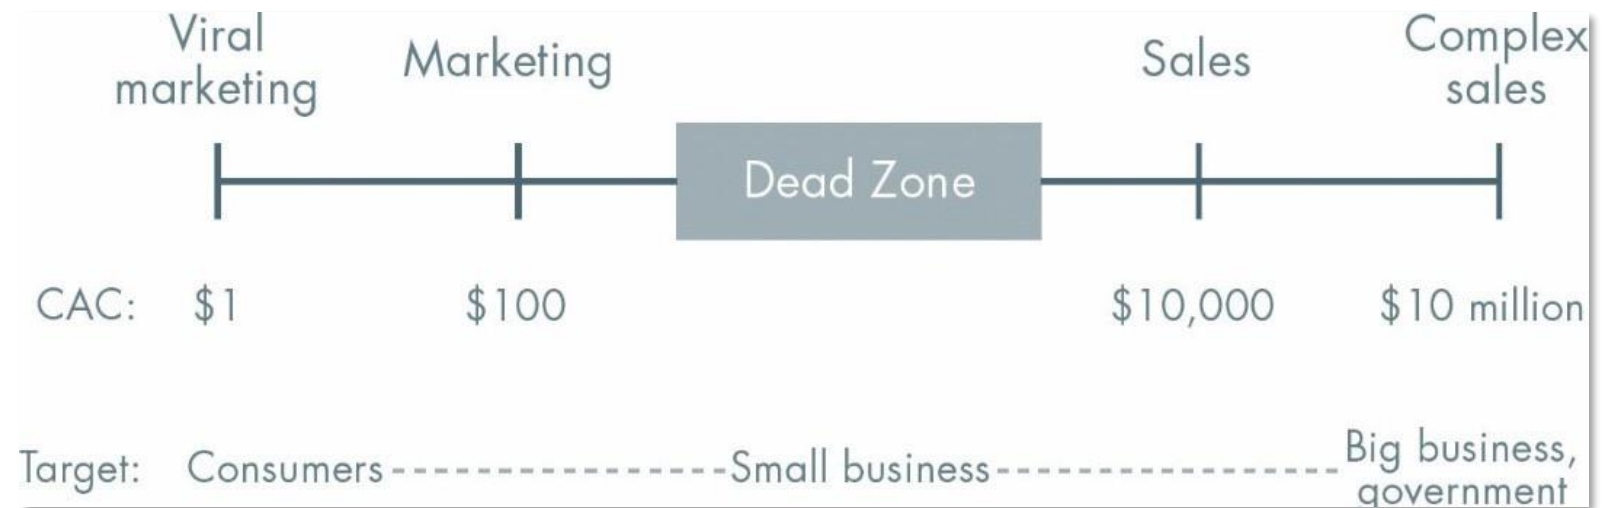 Viral
marketing
Marketing
Sales
Complex
sales
Dead Zone
CAC: $1 $100 $10,000 $10 million
Target: Consumers Small business Big business,
government